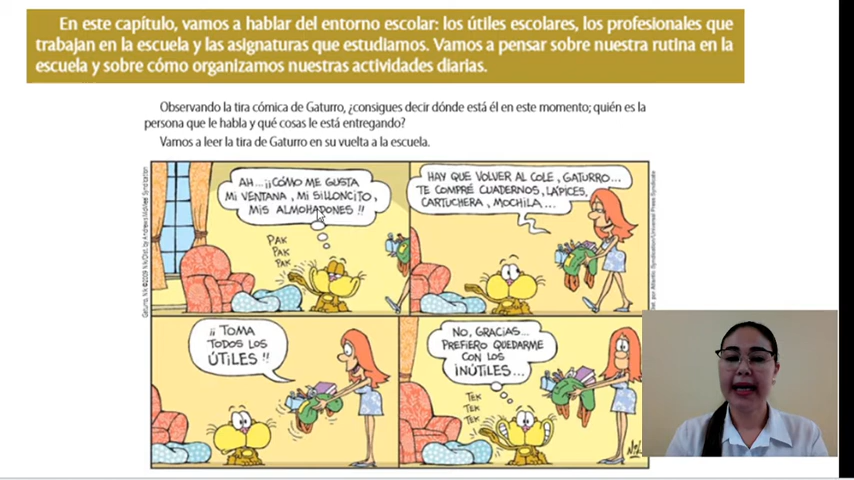 En este capítulo, vamos a hablar del entorno escolar: los útiles escolares, los profesionales que
trabajan en la escuela y las asignaturas que estudiamos. Vamos a pensar sobre nuestra rutina en la
escuela y sobre cómo organizamos nuestras actividades diarias.
Observando la tira cómica de Gaturro, ¿consigues decir dónde está él en este momento; quién es la
persona que le habla y qué cosas le está entregando?
Vamos a leer la tira de Gaturro en su vuelta a la escuela.
AH...¡¡CÓMO ME GUSTA
MI VENTANA, MI SILLONCITO,
MIS ALMOHADONES !!
PAK
PAK
PAK
HAY QUE VOLVER AL COLE, GATURRO...
TE COMPRÉ CUADERNOS, LÁPICES,
CARTUCHERA, MOCHILA...
¡¡ TOMA
TODOS LOS
ÚTILES !!
NO, GRACIAS...
PREFIERO QUEDARME
CON LOS
INÚTILES...
TEK
TEK
TEK